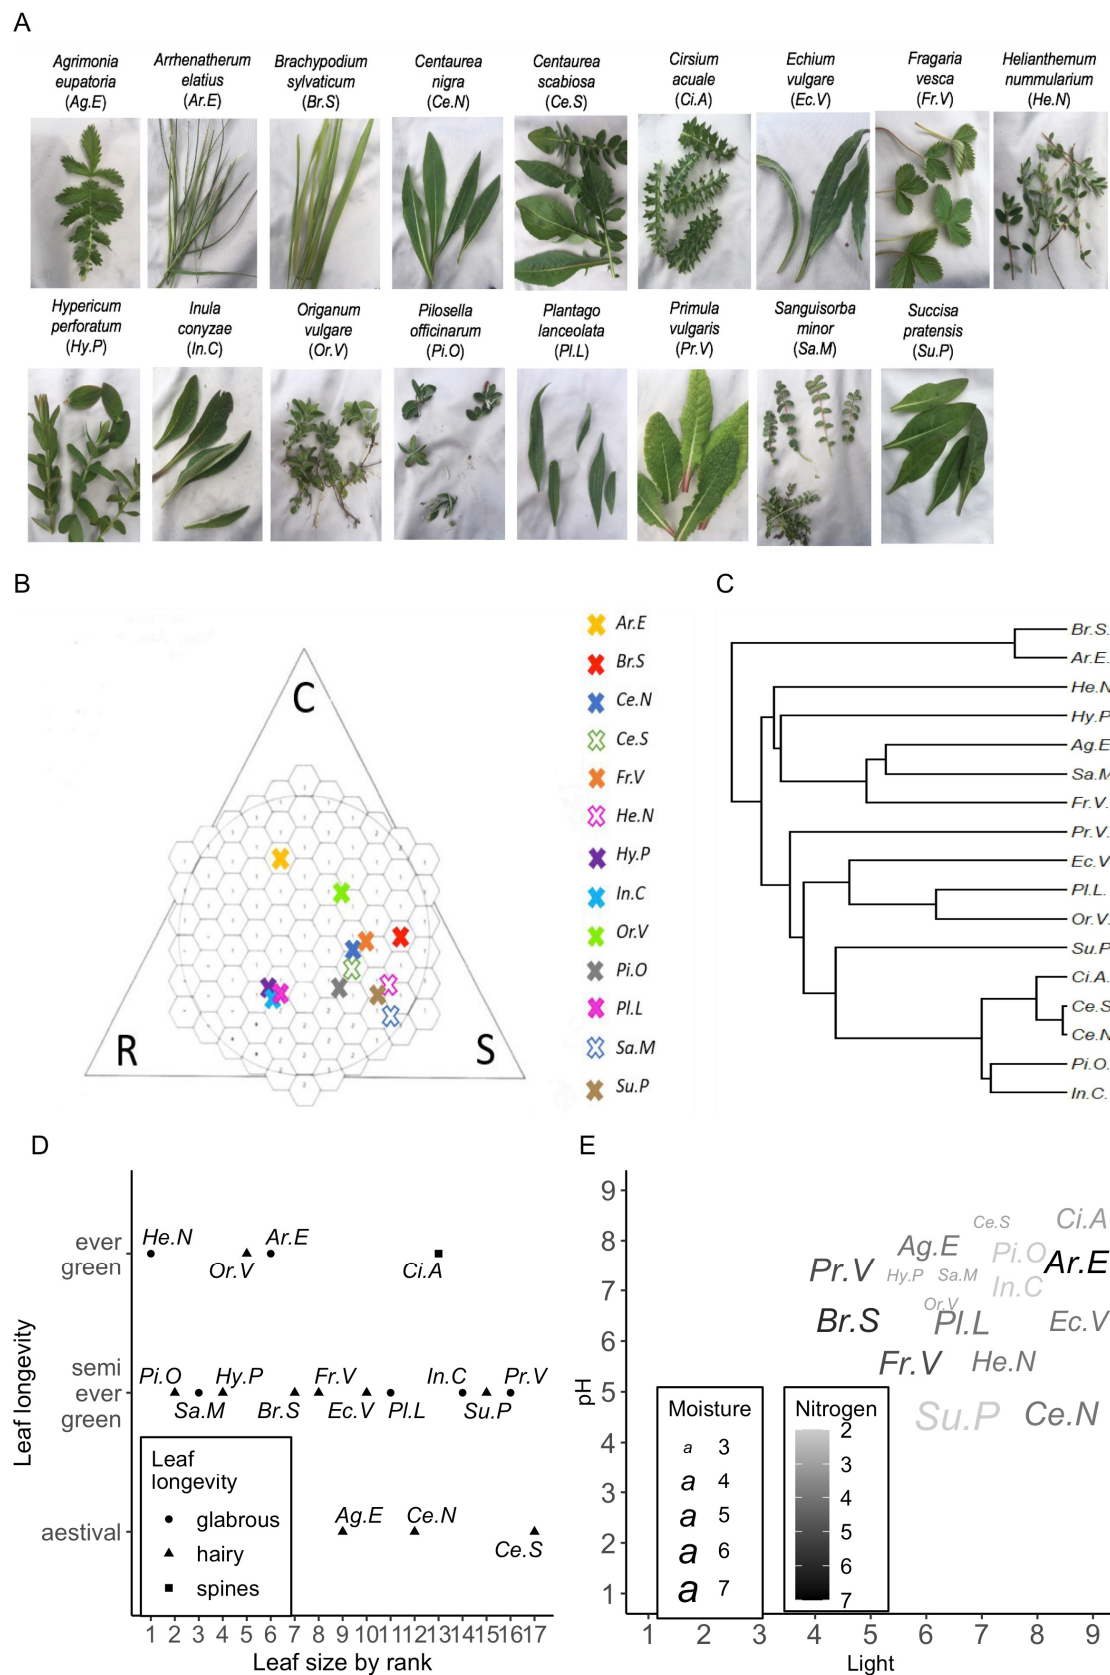 A
Agrimonia eupatoria (Ag.E)
Arrhenatherum elatius (Ar.E)
Brachypodium sylvaticum (Br.S)
Centaurea nigra (Ce.N)
Centaurea scabiosa (Ce.S)
Cirsium acuale (Ci.A)
Echium vulgare (Ec.V)
Fragaria vesca (Fr.V)
Helianthemum nummularium (He.N)
Hypericum perforatum (Hy.P)
Inula conyzae (In.C)
Origanum vulgare (Or.V)
Pilosella officinarum (Pi.O)
Plantago lanceolata (Pl.L)
Primula vulgaris (Pr.V)
Sanguisorba minor (Sa.M)
Succisa pratensis (Su.P)
B
C
R
S
Ar.E
Br.S
Ce.N
Ce.S
Fr.V
He.N
Hy.P
In.C
Or.V
Pi.O
Pl.L
Sa.M
Su.P
C
Br.S.
Ar.E.
He.N
Hy.P
Ag.E
Sa.M
Fr.V.
Pr.V.
Ec.V
Pl.L.
Or.V.
Su.P
Ci.A.
Ce.S
Ce.N
Pi.O.
In.C.
D
Leaf longevity
ever
green
semi
ever
green
aestival
He.N
Or.V
Ar.E
Ci.A
Pi.O
Sa.M
Hy.P
Br.S
Fr.V
Ec.V
Pl.L
In.C
Su.P
Pr.V
Ag.E
Ce.N
Ce.S
Leaf
longevity
glabrous
hairy
spines
1 2 3 4 5 6 7 8 9 10 11 12 13 14 15 16 17
Leaf size by rank
E
pH
9
8
7
6
5
4
3
2
1
Ce.S
Ci.A
Ag.E
Pi.O
Ar.E
Pr.V
Hy.P
Sa.M
In.C
Or.V
Br.S
Pl.L
Ec.V
Fr.V
He.N
Su.P
Ce.N
Moisture
a 3
a 4
a 5
a 6
a 7
Nitrogen
2
3
4
5
6
7
1 2 3 4 5 6 7 8 9
Light